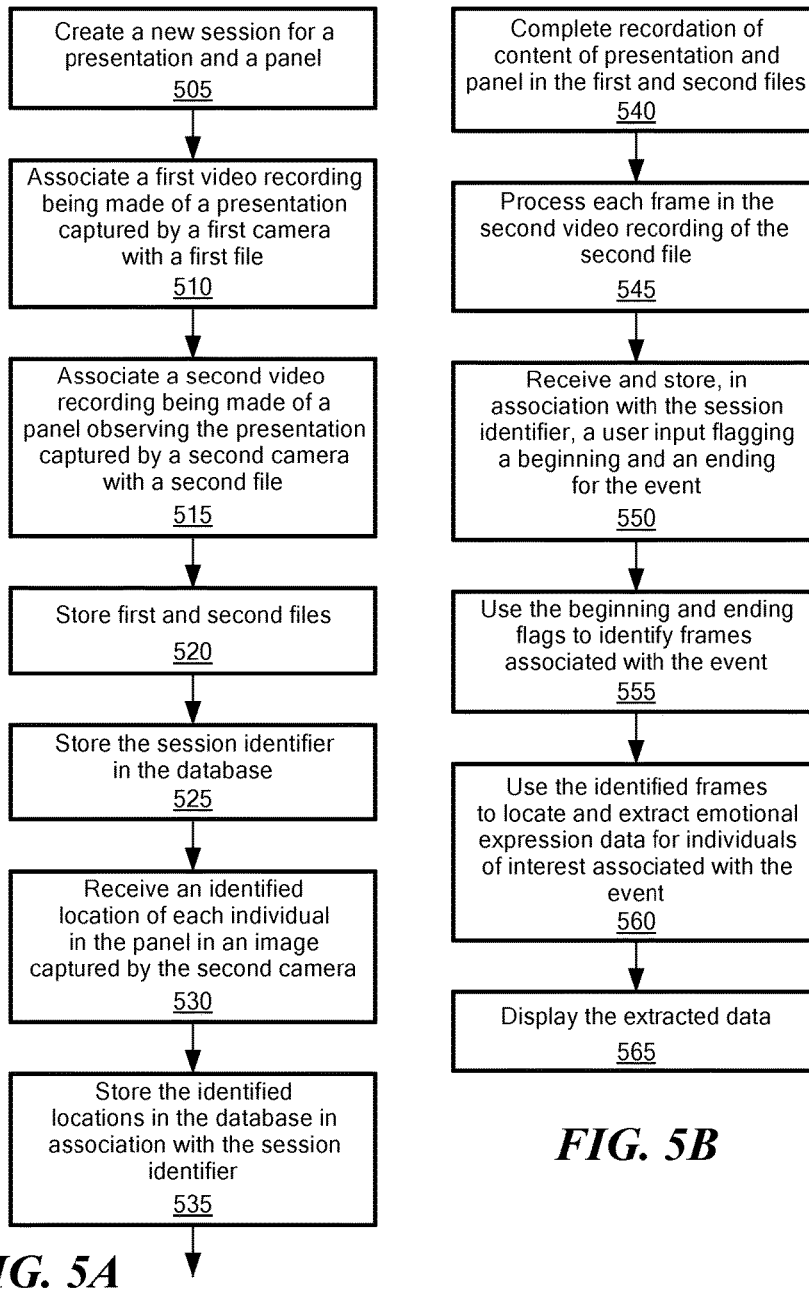 Create a new session for a
presentation and a panel
505
Associate a first video recording
being made of a presentation
captured by a first camera
with a first file
510
Associate a second video
recording being made of a
panel observing the presentation
captured by a second camera
with a second file
515
Store first and second files
520
Store the session identifier
in the database
525
Receive an identified
location of each individual
in the panel in an image
captured by the second camera
530
Store the identified
locations in the database in
association with the session
identifier
535
IG. 5A
Complete recordation of
content of presentation and
panel in the first and second files
540
Process each frame in the
second video recording of the
second file
545
Receive and store, in
association with the session
identifier, a user input flagging
a beginning and an ending
for the event
550
Use the beginning and ending
flags to identify frames
associated with the event
555
Use the identified frames
to locate and extract emotional
expression data for individuals
of interest associated with the
event
560
Display the extracted data
565
FIG. 5B